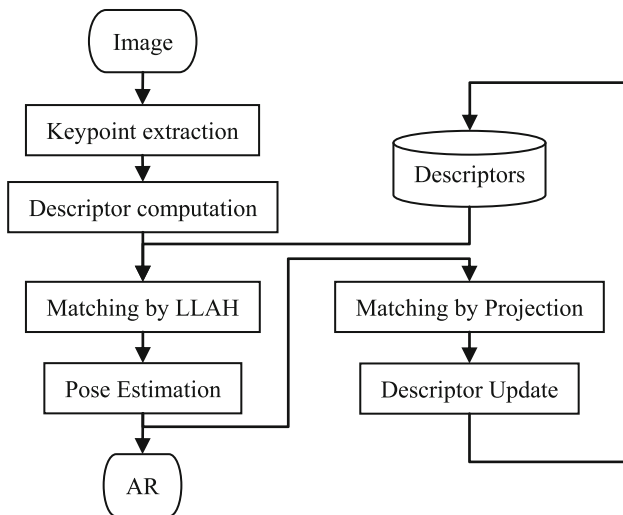 Image
Keypoint extraction
Descriptor computation
Matching by LLAH
Pose Estimation
AR
Descriptors
Matching by Projection
Descriptor Update